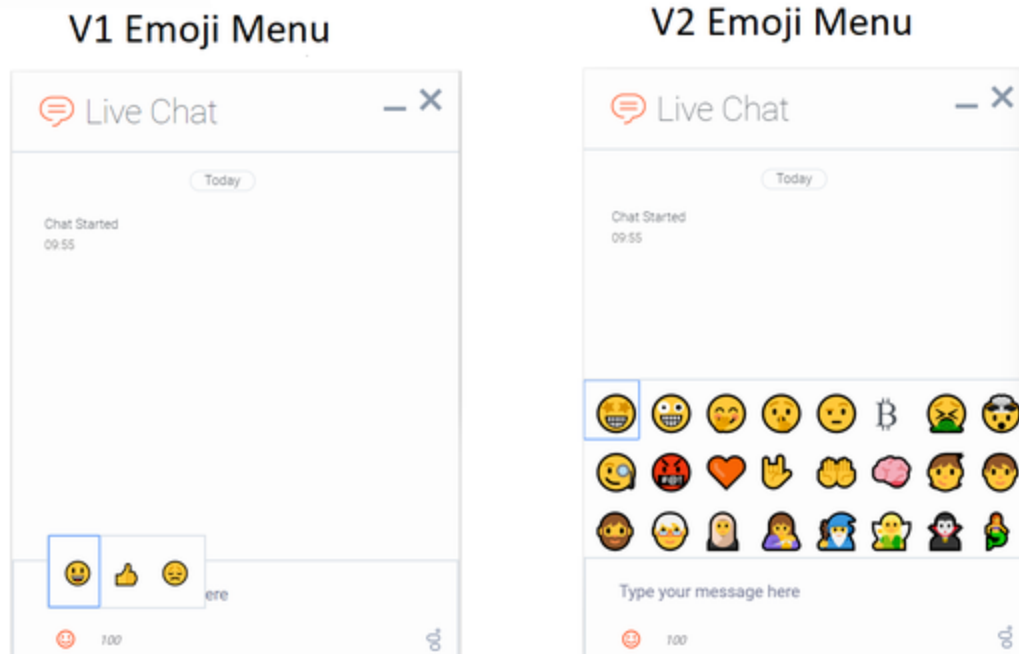 V1 Emoji Menu
Live Chat
Today
Chat Started
09:55
ere
100
V2 Emoji Menu
Live Chat
Today
Chat Started
09:55
₿
Type your message here
100